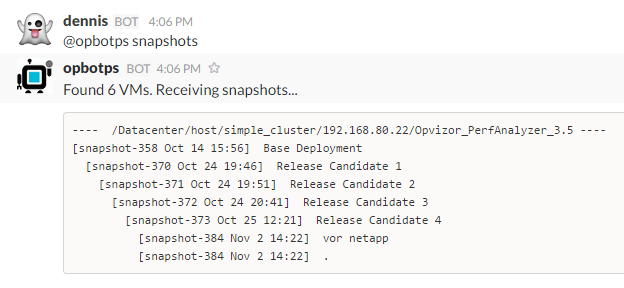 dennis BOT 4:06 PM
@opbotps snapshots
opbotps BOT 4:06 PM
Found 6 VMs. Receiving snapshots...
---- /Datacenter/host/simple_cluster/192.168.80.22/Opvizor_PerfAnalyzer_3.5 ----
[snapshot-358 Oct 14 15:56] Base Deployment
[snapshot-370 Oct 24 19:46] Release Candidate 1
[snapshot-371 Oct 24 19:51] Release Candidate 2
[snapshot-372 Oct 24 20:41] Release Candidate 3
[snapshot-373 Oct 25 12:21] Release Candidate 4
[snapshot-384 Nov 2 14:22] vor netapp
[snapshot-384 Nov 2 14:22] .